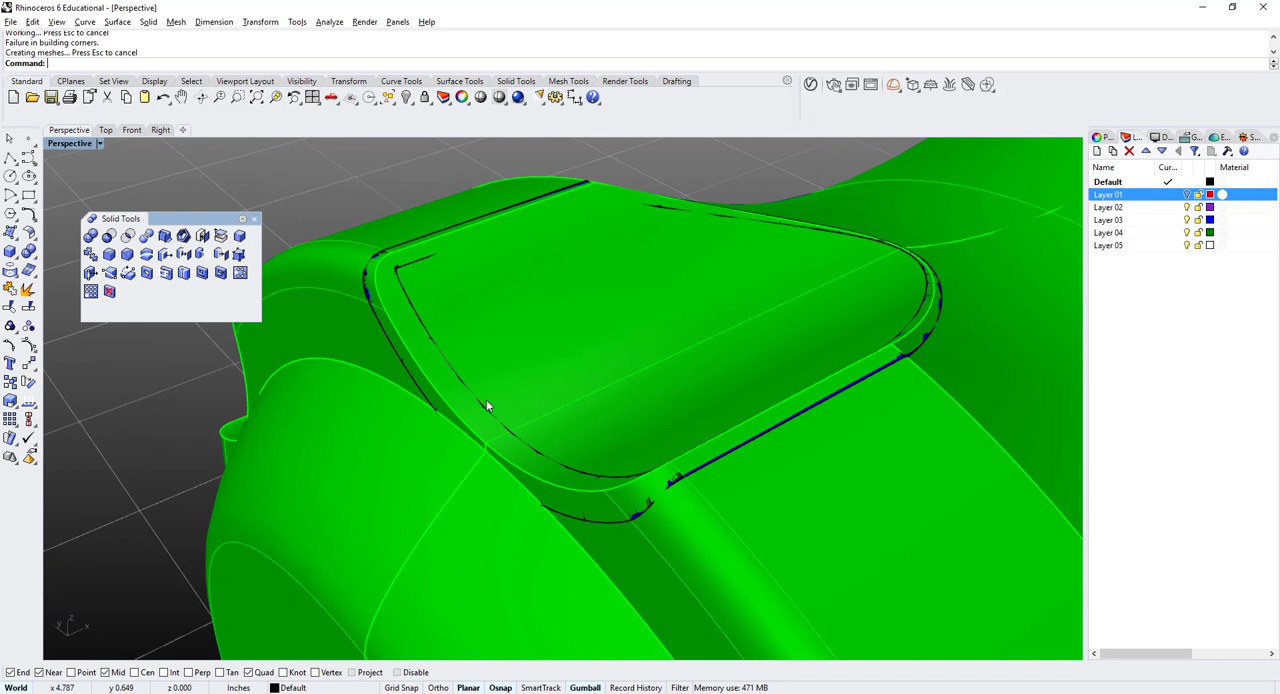 Rhinoceros 6 Educational - [Perspective]
File Edit View Curve Surface Solid Mesh Dimension Transform Tools Analyze Render Panels Help
Working... Press Esc to cancel
Failure in building corners.
Creating meshes... Press Esc to cancel
Command:
Standard CPlanes Set View Display Select Viewport Layout Visibility Transform Curve Tools Surface Tools Solid Tools Mesh Tools Render Tools Drafting
Perspective Top Front Right
Perspective
P... L... D... G... E... S...
Name Cur... Material
Default
Layer 01
Layer 02
Layer 03
Layer 04
Layer 05
Solid Tools
z
y x
End Near Point Mid Cen Int Perp Tan Quad Knot Vertex Project Disable
World x 4.787 y 0.649 z 0.000 Inches Default Grid Snap Ortho Planar Osnap SmartTrack Gumball Record History Filter Memory use: 471 MB